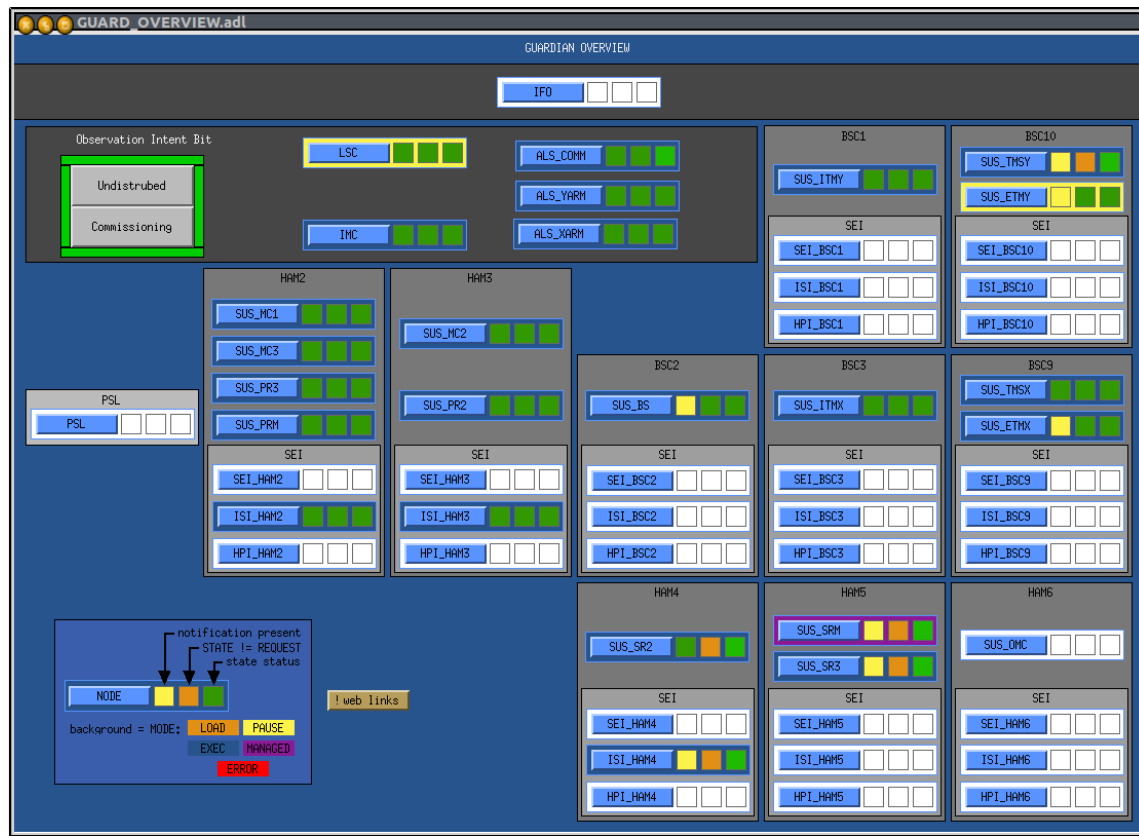 GUARD_OVERVIEW.adl
GUARDIAN OVERVIEW
IFO
Observation Intent Bit
Undistrubed
Commissioning
LSC
IMC
ALS_COMM
ALS_YARM
ALS_XARM
BSC1
SUS_ITMY
SEI
SEI_BSC1
ISI_BSC1
HPI_BSC1
BSC10
SUS_TMSY
SUS_ETMY
SEI
SEI_BSC10
ISI_BSC10
HPI_BSC10
PSL
PSL
HAM2
SUS_MC1
SUS_MC3
SUS_PR3
SUS_PRM
SEI
SEI_HAM2
ISI_HAM2
HPI_HAM2
HAM3
SUS_MC2
SUS_PR2
SEI
SEI_HAM3
ISI_HAM3
HPI_HAM3
BSC2
SUS_BS
SEI
SEI_BSC2
ISI_BSC2
HPI_BSC2
BSC3
SUS_ITMX
SEI
SEI_BSC3
ISI_BSC3
HPI_BSC3
BSC9
SUS_TMSX
SUS_ETMX
SEI
SEI_BSC9
ISI_BSC9
HPI_BSC9
notification present
STATE != REQUEST
state status
NODE
background = MODE: LOAD PAUSE
EXEC MANAGED
ERROR
! web links
HAM4
SUS_SR2
SEI
SEI_HAM4
ISI_HAM4
HPI_HAM4
HAM5
SUS_SRM
SUS_SR3
SEI
SEI_HAM5
ISI_HAM5
HPI_HAM5
HAM6
SUS_OMC
SEI
SEI_HAM6
ISI_HAM6
HPI_HAM6